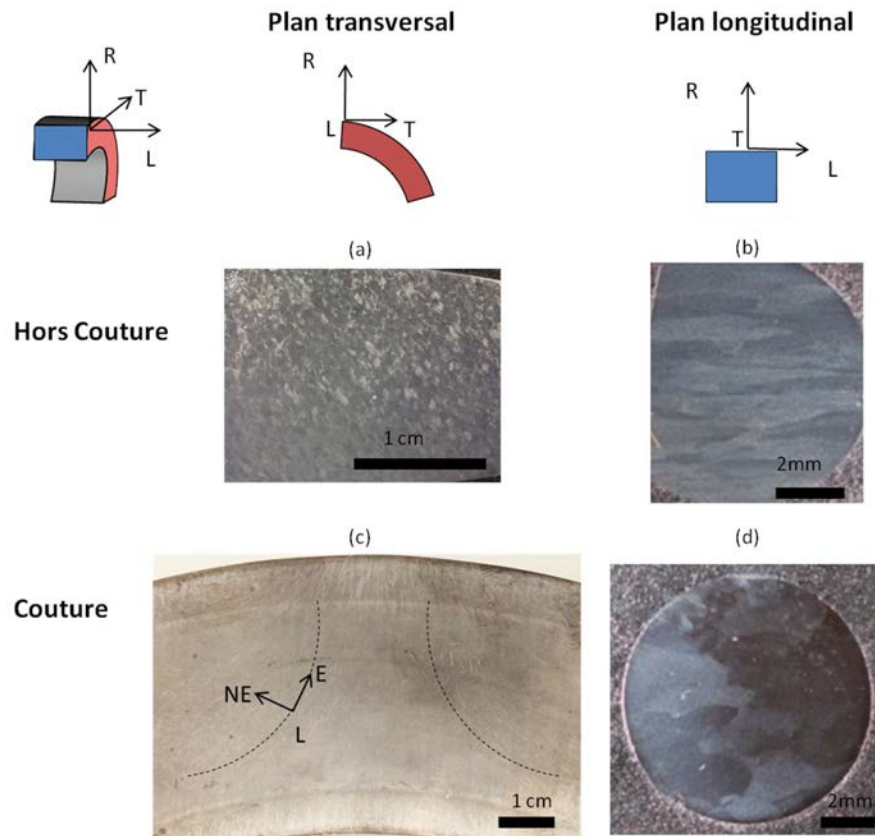 Plan transversal
Plan longitudinal
R
T
L
R
L
T
R
T
L
(a)
(b)
Hors Couture
1 cm
2mm
(c)
(d)
Couture
NE
E
L
1 cm
2mm